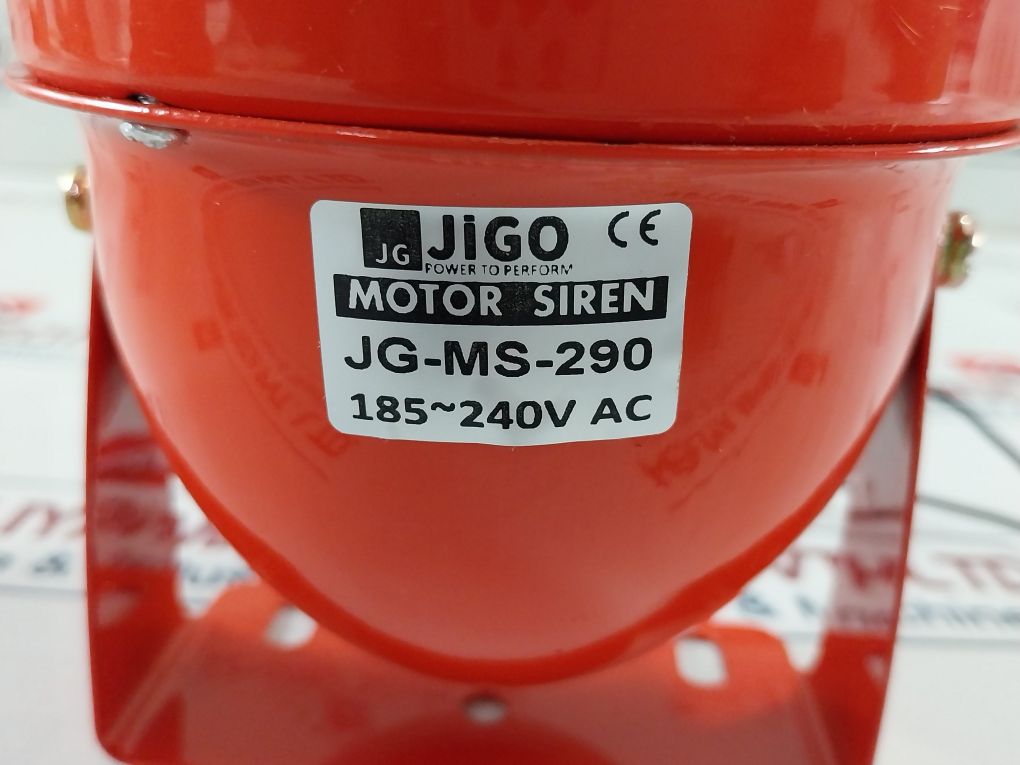 JG JiGO CE
POWER TO PERFORM
MOTOR SIREN
JG-MS-290
185~240V AC